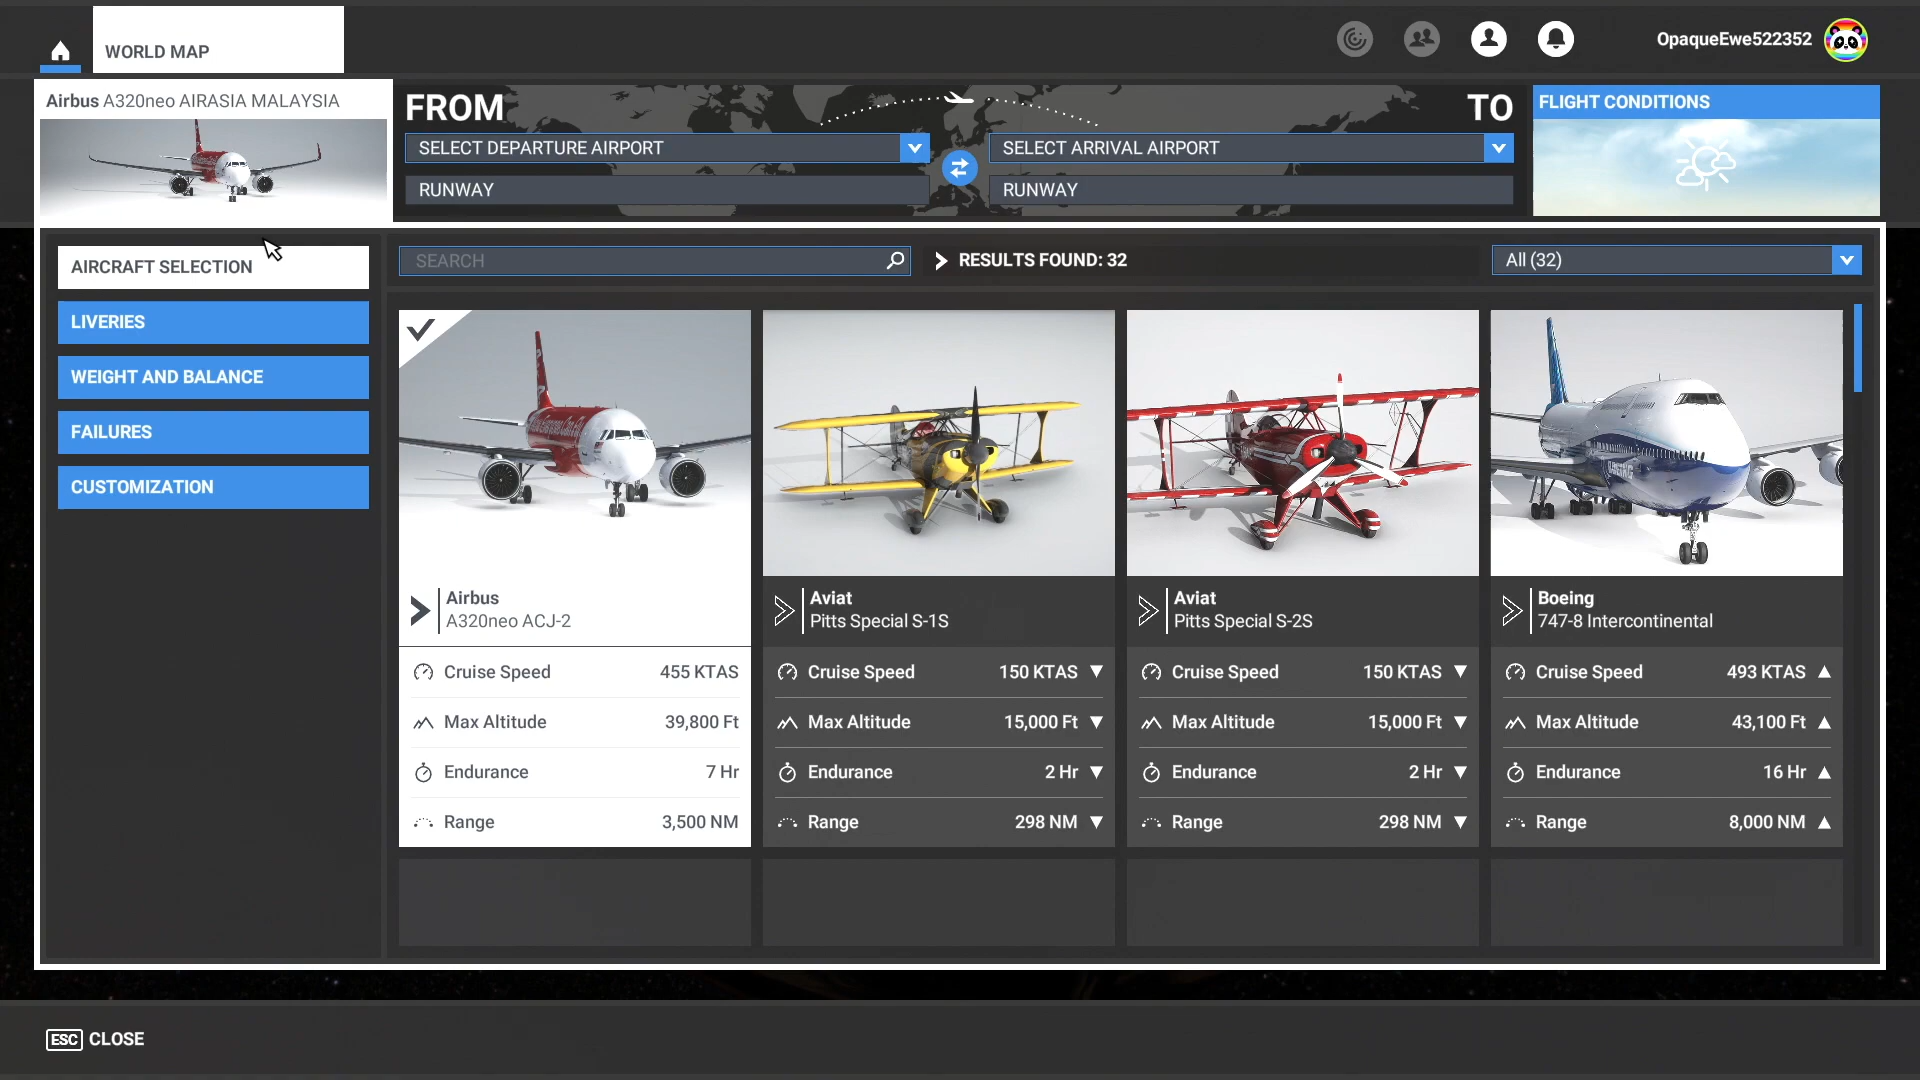 WORLD MAP
OpaqueEwe522352
Airbus A320neo AIRASIA MALAYSIA
FROM
TO
SELECT DEPARTURE AIRPORT
SELECT ARRIVAL AIRPORT
RUNWAY
RUNWAY
FLIGHT CONDITIONS
AIRCRAFT SELECTION
LIVERIES
WEIGHT AND BALANCE
FAILURES
CUSTOMIZATION
SEARCH
RESULTS FOUND: 32
All (32)
Airbus
A320neo ACJ-2
Cruise Speed 455 KTAS
Max Altitude 39,800 Ft
Endurance 7 Hr
Range 3,500 NM
Aviat
Pitts Special S-1S
Cruise Speed 150 KTAS
Max Altitude 15,000 Ft
Endurance 2 Hr
Range 298 NM
Aviat
Pitts Special S-2S
Cruise Speed 150 KTAS
Max Altitude 15,000 Ft
Endurance 2 Hr
Range 298 NM
Boeing
747-8 Intercontinental
Cruise Speed 493 KTAS
Max Altitude 43,100 Ft
Endurance 16 Hr
Range 8,000 NM
ESC CLOSE